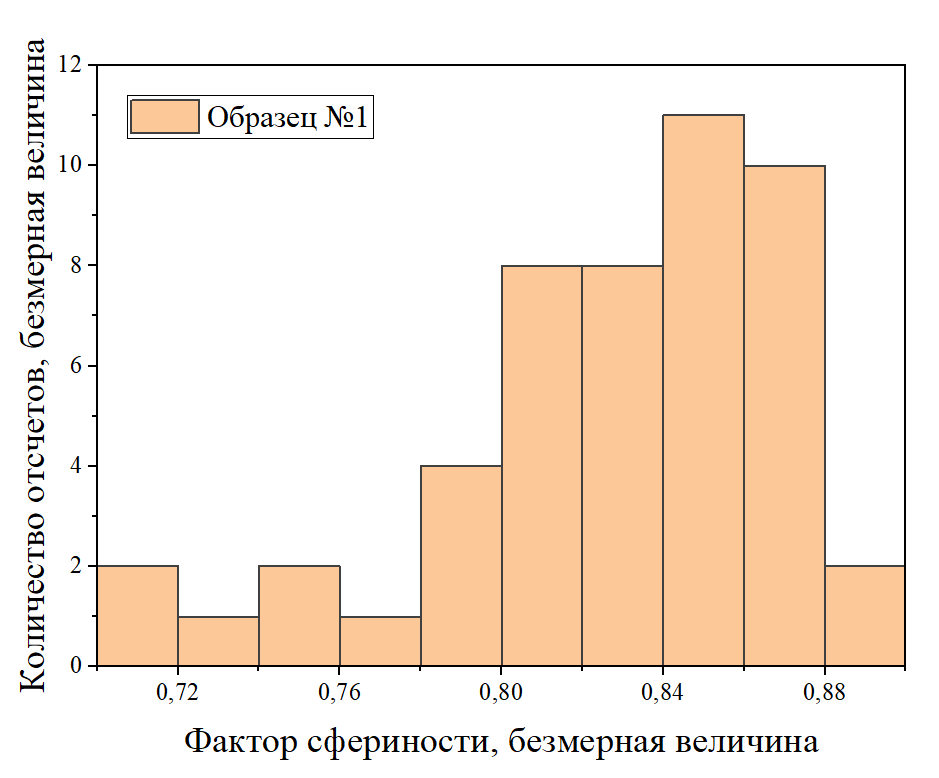 Количество отсчетов, безмерная величина
12
10
8
6
4
2
0
Образец №1
0,72 0,76 0,80 0,84 0,88
Фактор сфериности, безмерная величина